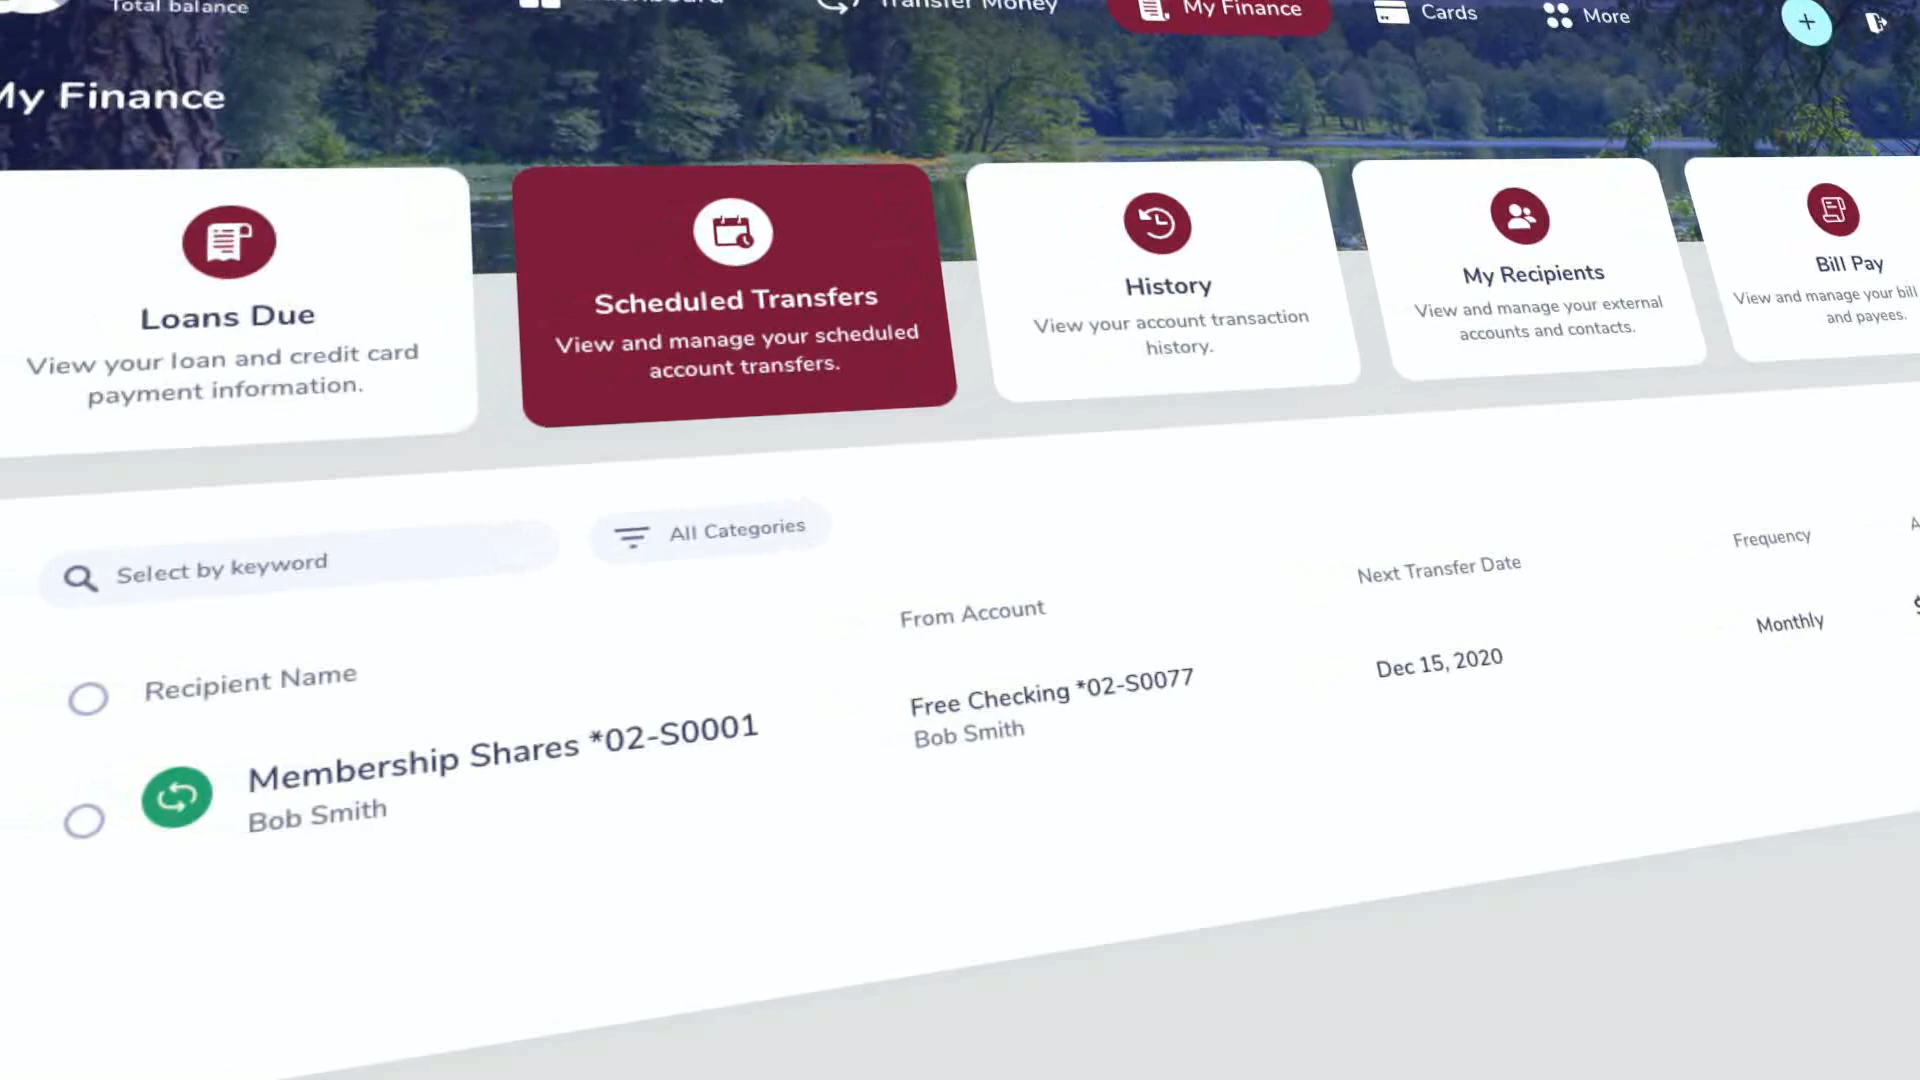 Total balance
Transfer Money
My Finance
Cards
More
My Finance
Loans Due
View your loan and credit card
payment information.
Scheduled Transfers
View and manage your scheduled
account transfers.
History
View your account transaction
history.
My Recipients
View and manage your external
accounts and contacts.
Bill Pay
View and manage your bill
and payees.
Select by keyword
All Categories
Recipient Name
From Account
Next Transfer Date
Frequency
Membership Shares *02-S0001
Bob Smith
Free Checking *02-S0077
Bob Smith
Dec 15, 2020
Monthly